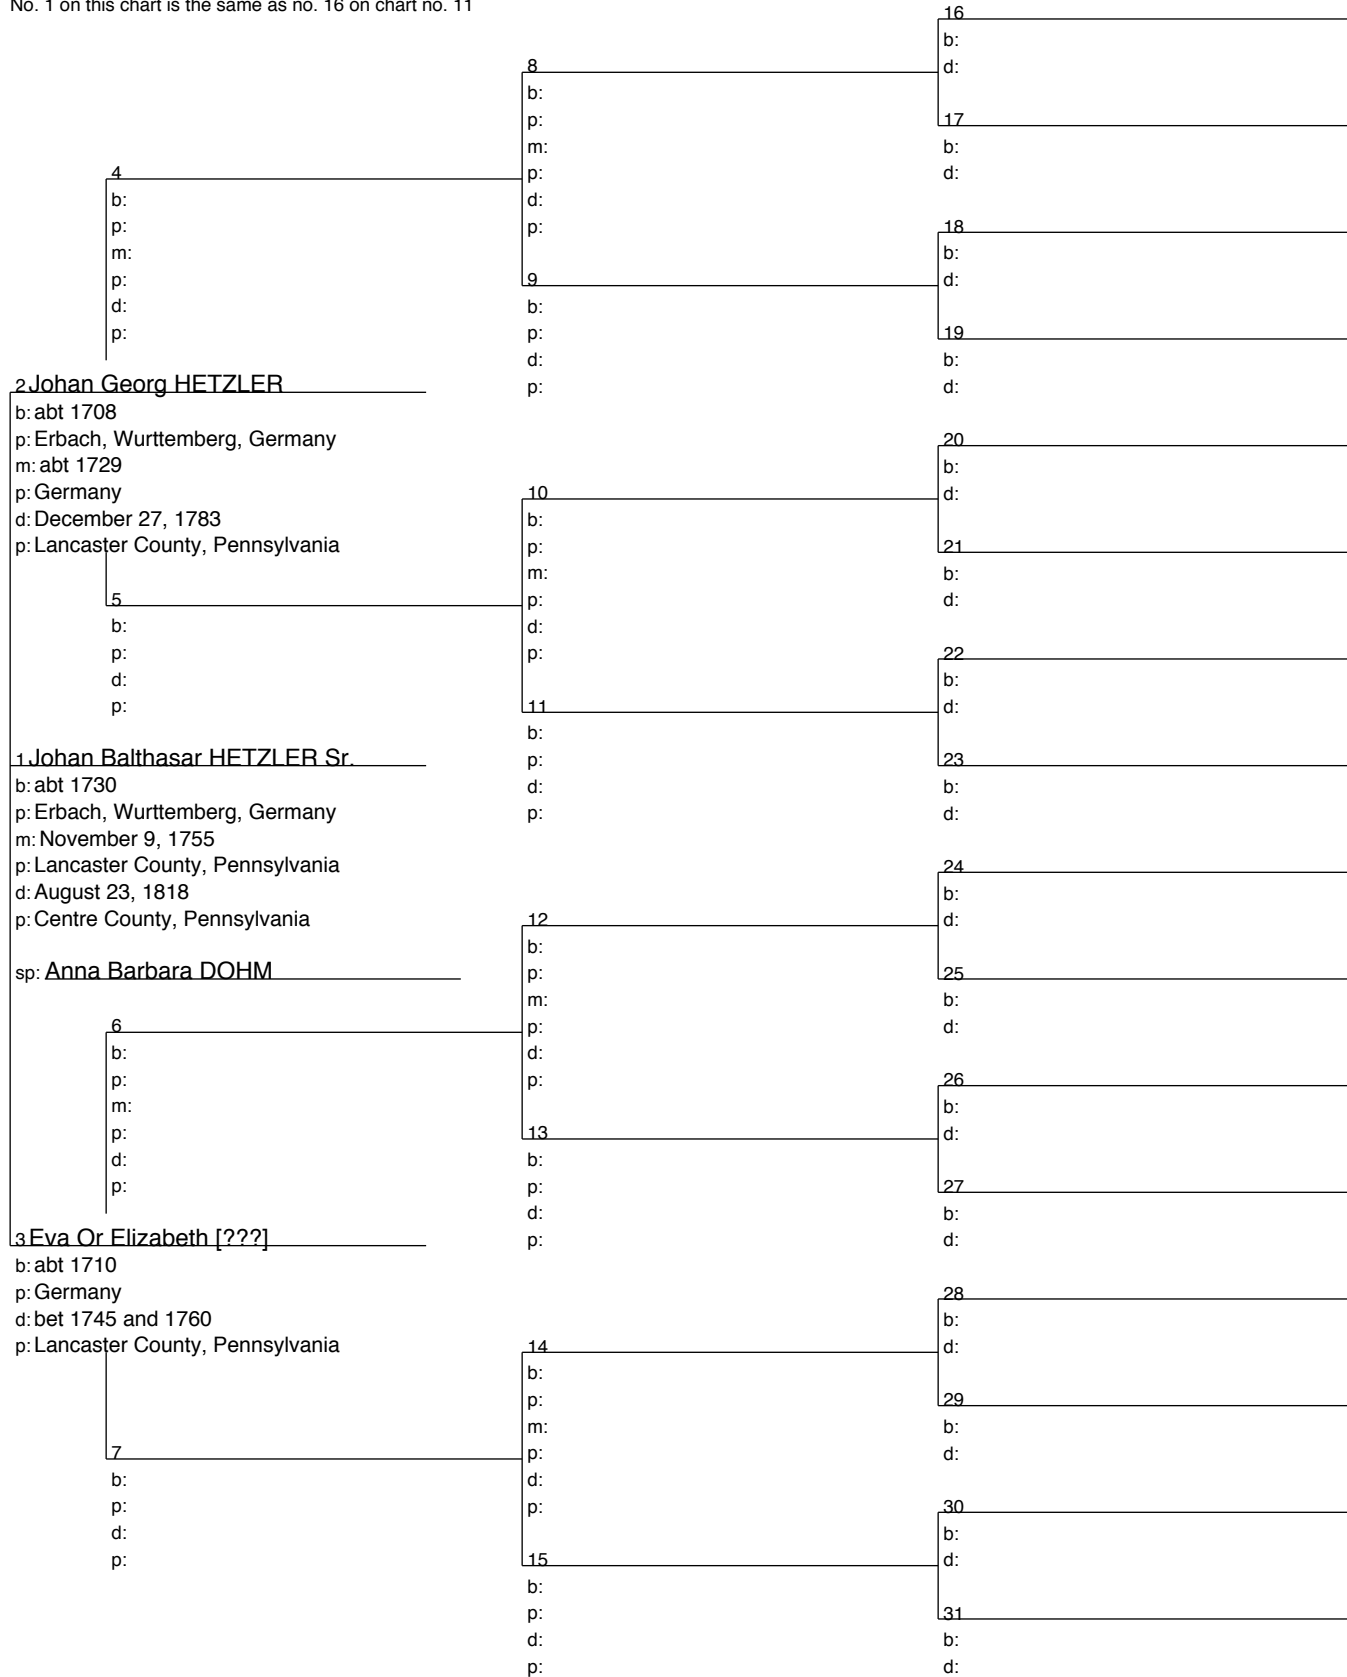 No. 1 on this chart is the same as no. 16 on chart no. 11
4
b:
p:
m:
p:
d:
p:
2 Johan Georg HETZLER
b: abt 1708
p: Erbach, Wurttemberg, Germany
m: abt 1729
p: Germany
d: December 27, 1783
p: Lancaster County, Pennsylvania
5
b:
p:
d:
p:
1 Johan Balthasar HETZLER Sr.
b: abt 1730
p: Erbach, Wurttemberg, Germany
m: November 9, 1755
p: Lancaster County, Pennsylvania
d: August 23, 1818
p: Centre County, Pennsylvania
sp: Anna Barbara DOHM
6
b:
p:
m:
p:
d:
p:
3 Eva Or Elizabeth [???]
b: abt 1710
p: Germany
d: bet 1745 and 1760
p: Lancaster County, Pennsylvania
7
b:
p:
d:
p:
8
b:
p:
m:
p:
d:
p:
9
b:
p:
d:
p:
10
b:
p:
m:
p:
d:
p:
11
b:
p:
d:
p:
12
b:
p:
m:
p:
d:
p:
13
b:
p:
d:
p:
14
b:
p:
m:
p:
d:
p:
15
b:
p:
d:
p:
16
b:
d:
17
b:
d:
18
b:
d:
19
b:
d:
20
b:
d:
21
b:
d:
22
b:
d:
23
b:
d:
24
b:
d:
25
b:
d:
26
b:
d:
27
b:
d:
28
b:
d:
29
b:
d:
30
b:
d:
31
b:
d: